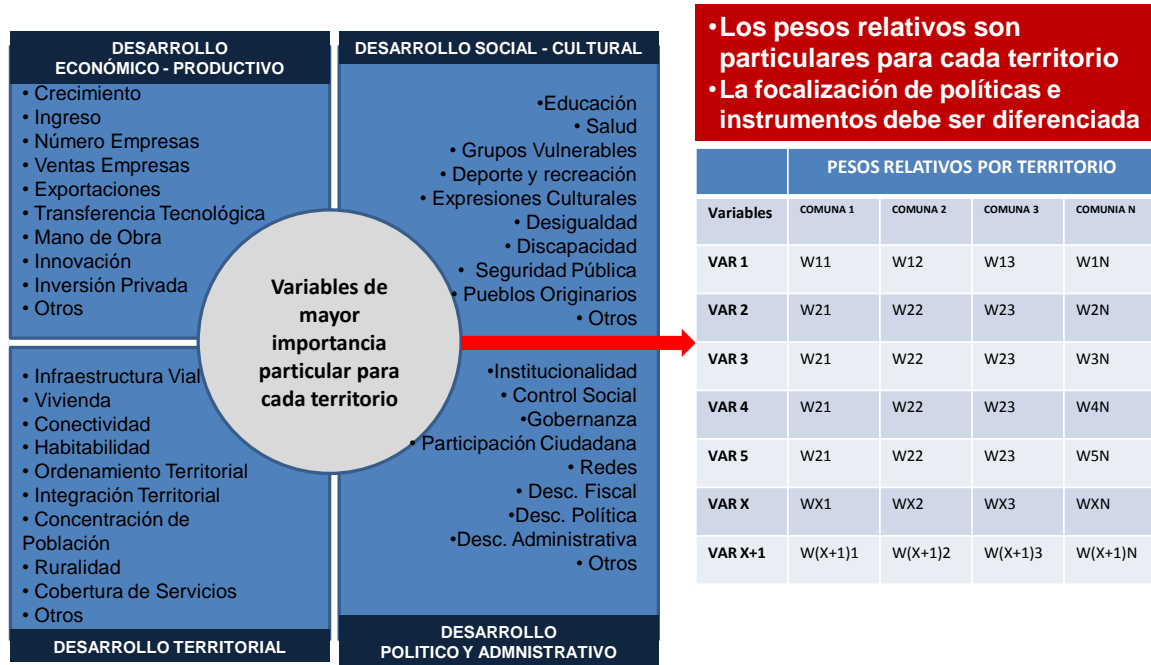 DESARROLLO
ECONÓMICO - PRODUCTIVO
• Crecimiento
• Ingreso
• Número Empresas
• Ventas Empresas
• Exportaciones
• Transferencia Tecnológica
• Mano de Obra
• Innovación
• Inversión Privada
• Otros
DESARROLLO SOCIAL - CULTURAL
•Educación
• Salud
• Grupos Vulnerables
• Deporte y recreación
• Expresiones Culturales
• Desigualdad
• Discapacidad
• Seguridad Pública
• Pueblos Originarios
• Otros
Variables de
mayor
importancia
particular para
cada territorio
• Infraestructura Vial
• Vivienda
• Conectividad
• Habitabilidad
• Ordenamiento Territorial
• Integración Territorial
• Concentración de
Población
• Ruralidad
• Cobertura de Servicios
• Otros
DESARROLLO TERRITORIAL
•Institucionalidad
• Control Social
•Gobernanza
• Participación Ciudadana
• Redes
• Desc. Fiscal
•Desc. Política
•Desc. Administrativa
• Otros
DESARROLLO
POLITICO Y ADMNISTRATIVO
•Los pesos relativos son
particulares para cada territorio
•La focalización de políticas e
instrumentos debe ser diferenciada
PESOS RELATIVOS POR TERRITORIO
Variables COMUNA 1 COMUNA 2 COMUNA 3 COMUNIA N
VAR 1 W11 W12 W13 W1N
VAR 2 W21 W22 W23 W2N
VAR 3 W21 W22 W23 W3N
VAR 4 W21 W22 W23 W4N
VAR 5 W21 W22 W23 W5N
VAR X WX1 WX2 WX3 WXN
VAR X+1 W(X+1)1 W(X+1)2 W(X+1)3 W(X+1)N